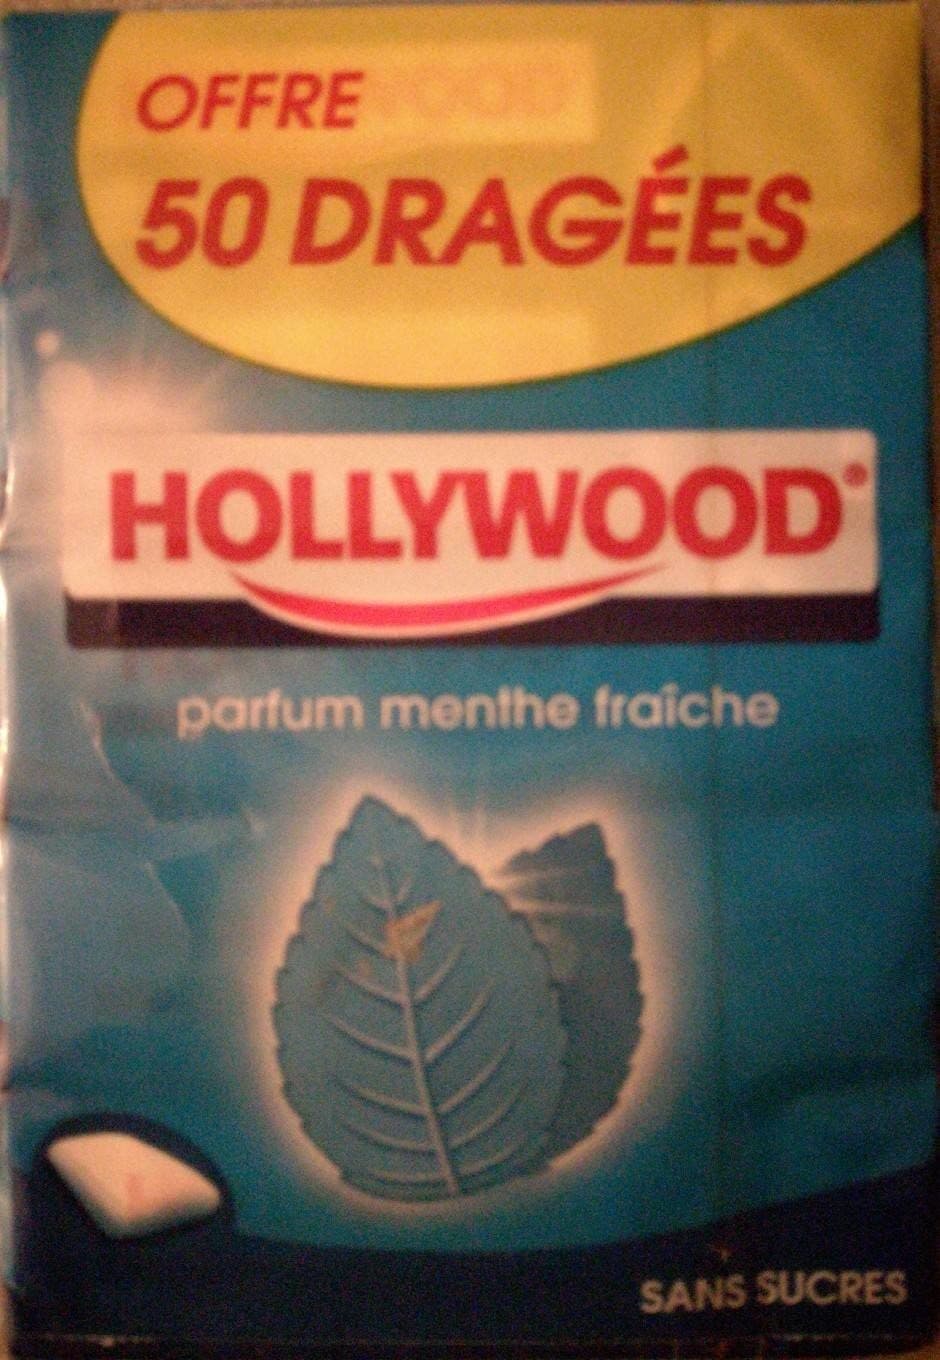 OFFRE
50 DRAGÉES
HOLLYWOOD®
parfum menthe fraîche
SANS SUCRES